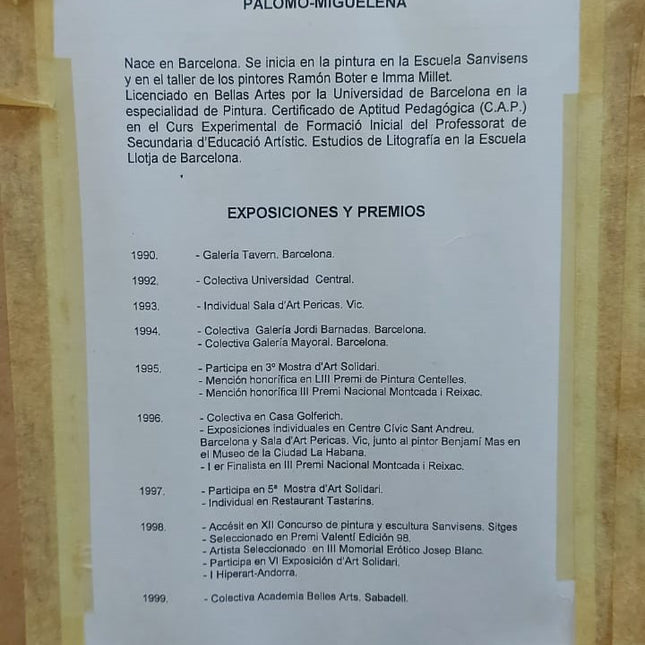 PALOMO-MIGUELENA
Nace en Barcelona. Se inicia en la pintura en la Escuela Sanvisens
y en el taller de los pintores Ramón Boter e Imma Millet.
Licenciado en Bellas Artes por la Universidad de Barcelona en la
especialidad de Pintura. Certificado de Aptitud Pedagógica (C.A.P.)
en el Curs Experimental de Formació Inicial del Professorat de
Secundaria d'Educació Artístic. Estudios de Litografía en la Escuela
Llotja de Barcelona.
EXPOSICIONES Y PREMIOS
1990. - Galería Tavern. Barcelona.
1992. - Colectiva Universidad Central.
1993. - Individual Sala d'Art Pericas. Vic.
1994. - Colectiva Galería Jordi Barnadas. Barcelona.
- Colectiva Galería Mayoral. Barcelona.
1995. - Participa en 3º Mostra d'Art Solidari.
- Mención honorífica en LIII Premi de Pintura Centelles.
- Mención honorífica III Premi Nacional Montcada i Reixac.
1996. - Colectiva en Casa Golferich.
- Exposiciones individuales en Centre Cívic Sant Andreu.
Barcelona y Sala d'Art Pericas. Vic, junto al pintor Benjamí Mas en
el Museo de la Ciudad La Habana.
- I er Finalista en III Premi Nacional Montcada i Reixac.
1997. - Participa en 5ª Mostra d'Art Solidari.
- Individual en Restaurant Tastarins.
1998. - Accésit en XII Concurso de pintura y escultura Sanvisens. Sitges
- Seleccionado en Premi Valentí Edición 98.
- Artista Seleccionado en III Memorial Erótico Josep Blanc.
- Participa en VI Exposición d'Art Solidari.
- I Hiperart-Andorra.
1999. - Colectiva Academia Belles Arts. Sabadell.